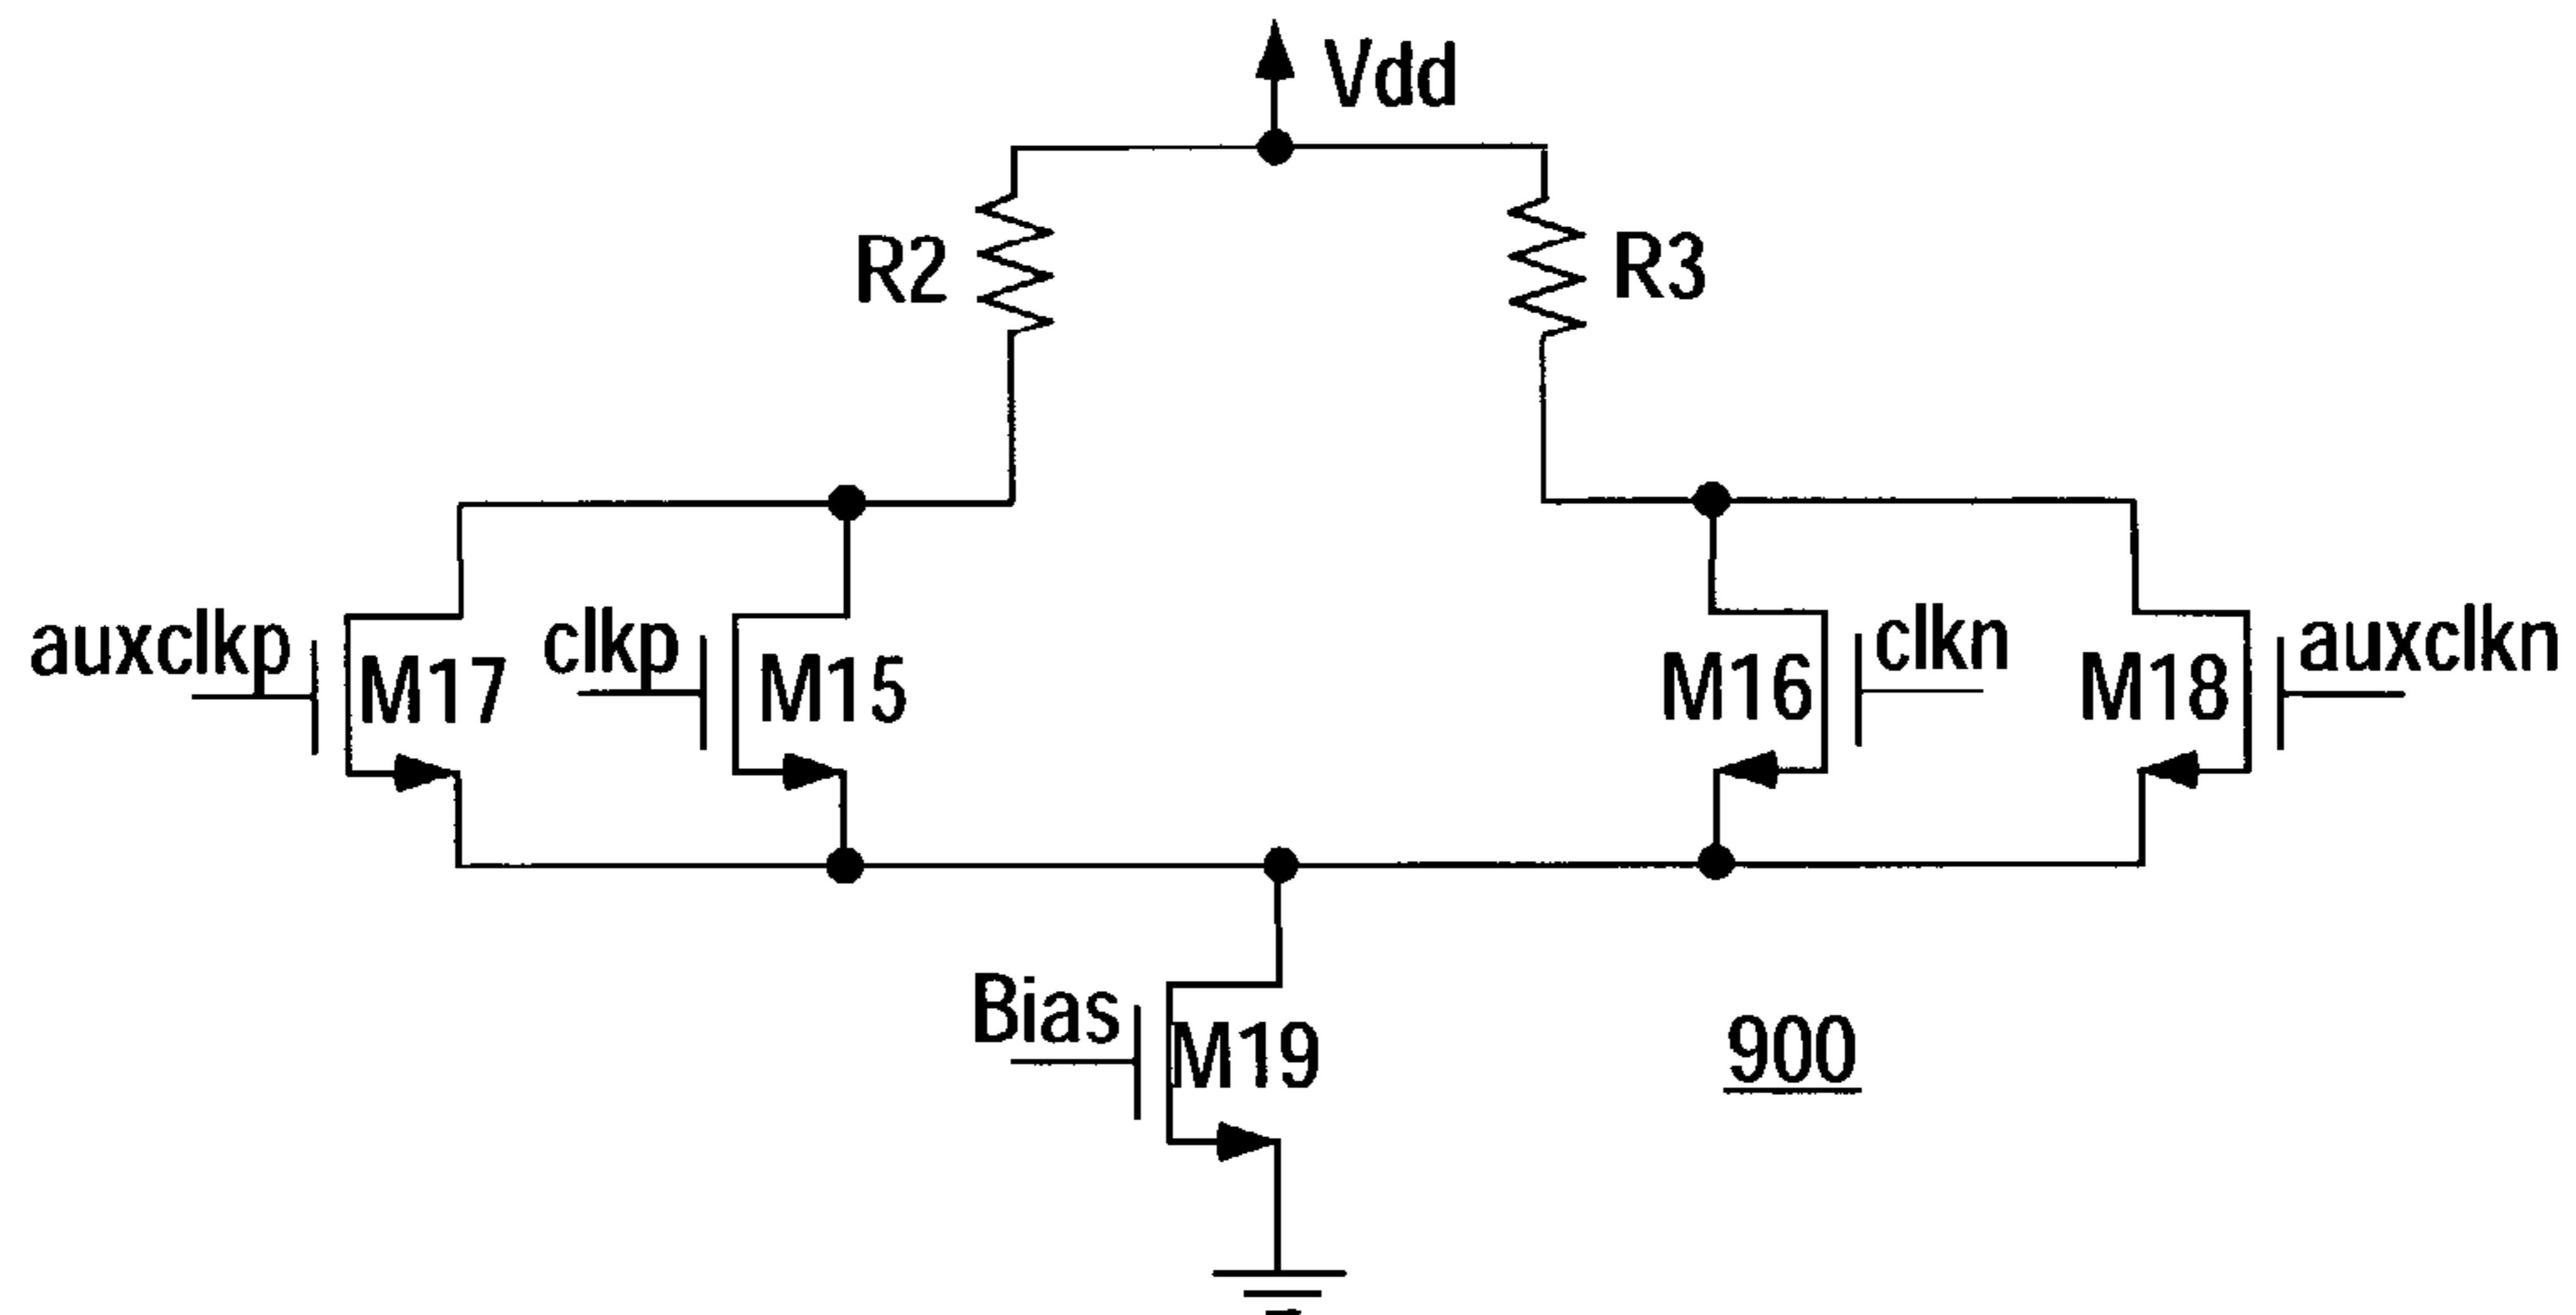 Vdd
R2
R3
auxclkp
M17
clkp
M15
M16
clkn
M18
auxclkn
Bias
M19
900